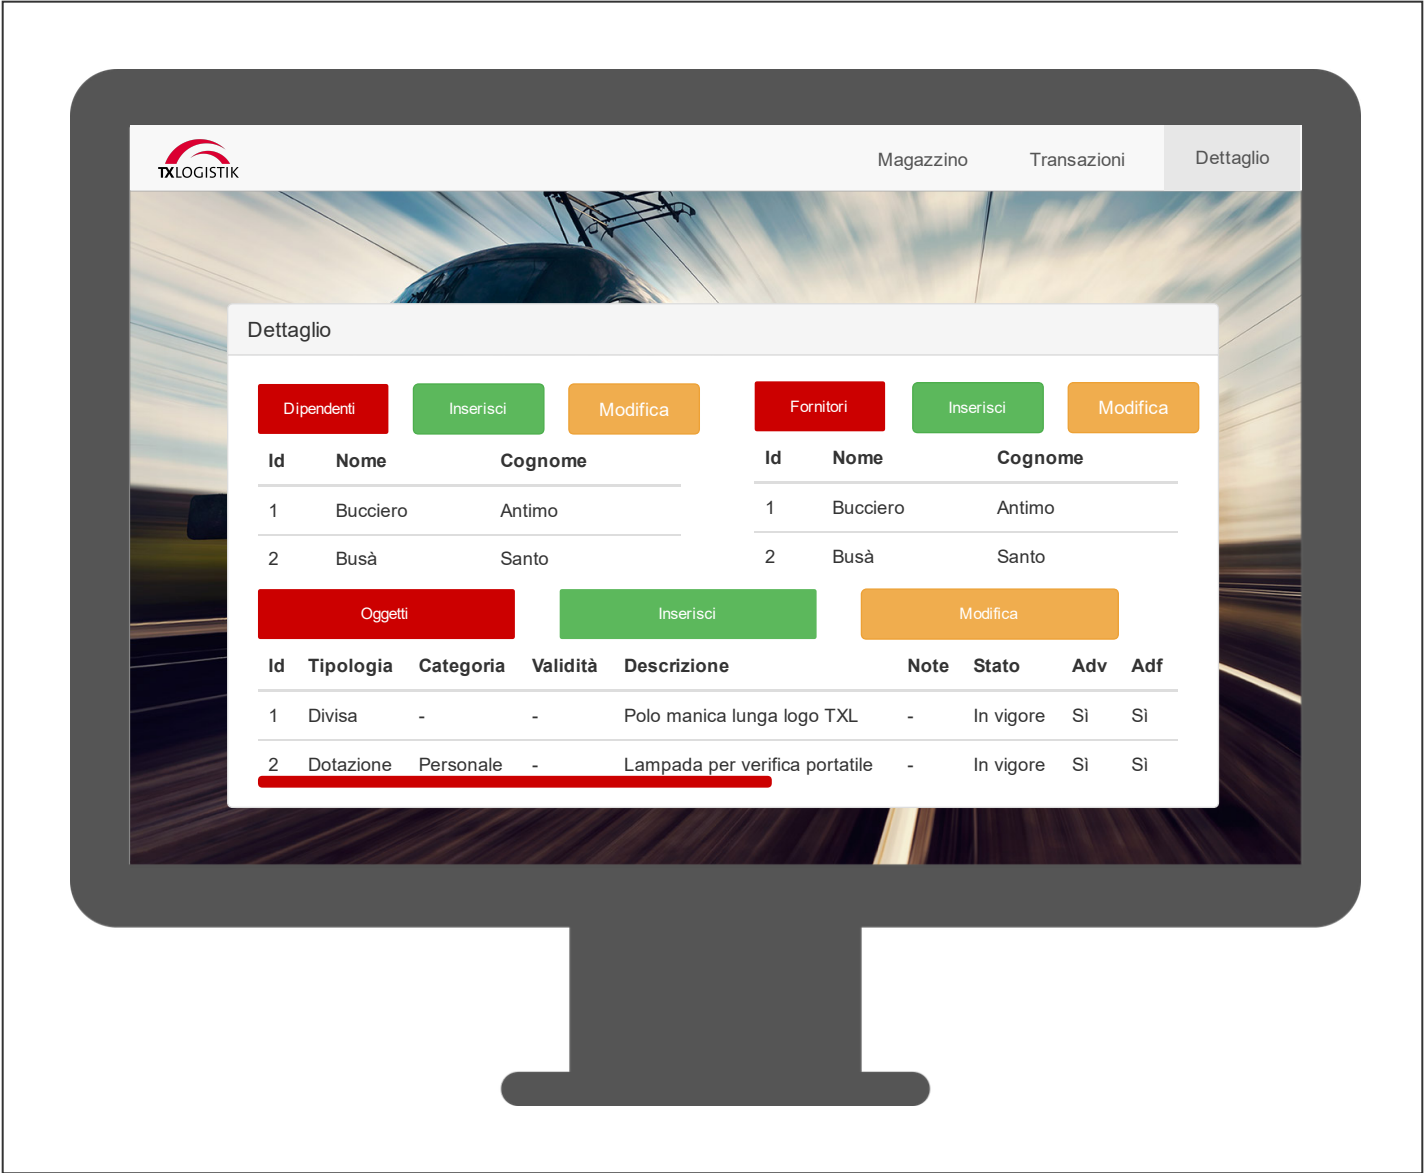 TXLOGISTIK
Magazzino Transazioni Dettaglio
Dettaglio
Dipendenti Inserisci Modifica
Id Nome Cognome
1 Bucciero Antimo
2 Busà Santo
Fornitori Inserisci Modifica
Id Nome Cognome
1 Bucciero Antimo
2 Busà Santo
Oggetti Inserisci Modifica
Id Tipologia Categoria Validità Descrizione Note Stato Adv Adf
1 Divisa - - Polo manica lunga logo TXL - In vigore Sì Sì
2 Dotazione Personale - Lampada per verifica portatile - In vigore Sì Sì